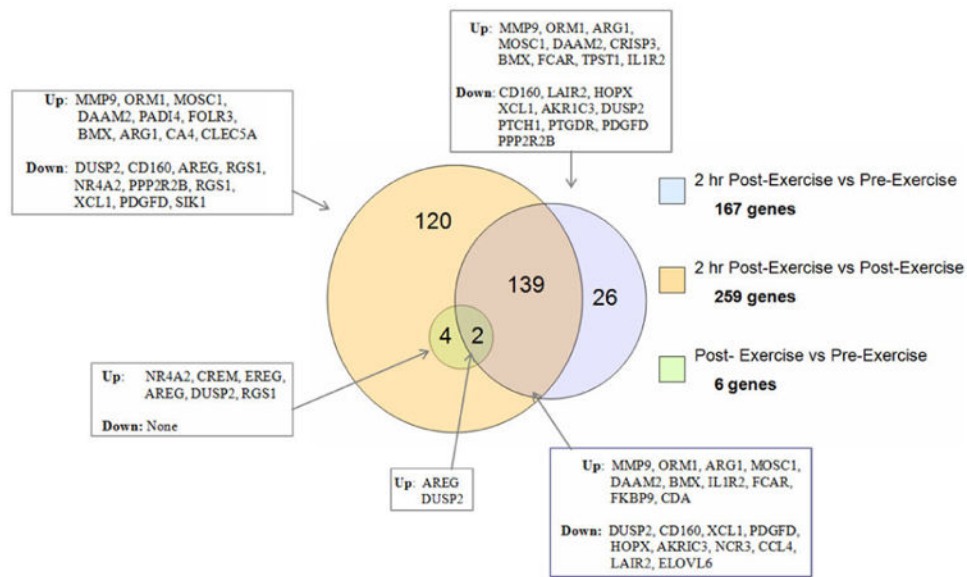 Up: MMP9, ORM1, ARG1,
MOSC1, DAAM2, CRISP3,
BMX, FCAR, TPST1, IL1R2
Down: CD160, LAIR2, HOPX
XCL1, AKR1C3, DUSP2
PTCH1, PTGDR, PDGFD
PPP2R2B
Up: MMP9, ORM1, MOSC1,
DAAM2, PADI4, FOLR3,
BMX, ARG1, CA4, CLEC5A
Down: DUSP2, CD160, AREG, RGS1,
NR4A2, PPP2R2B, RGS1,
XCL1, PDGFD, SIK1
120
139
26
4
2
2 hr Post-Exercise vs Pre-Exercise
167 genes
2 hr Post-Exercise vs Post-Exercise
259 genes
Post- Exercise vs Pre-Exercise
6 genes
Up: NR4A2, CREM, EREG,
AREG, DUSP2, RGS1
Down: None
Up: AREG
DUSP2
Up: MMP9, ORM1, ARG1, MOSC1,
DAAM2, BMX, IL1R2, FCAR,
FKBP9, CDA
Down: DUSP2, CD160, XCL1, PDGFD,
HOPX, AKRIC3, NCR3, CCL4,
LAIR2, ELOVL6